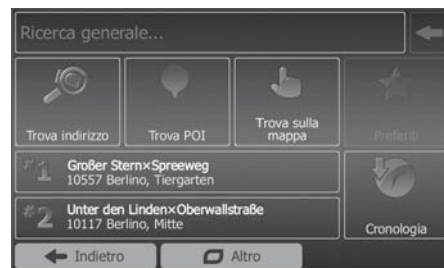 Ricerca generale...
Trova indirizzo
Trova POI
Trova sulla
mappa
Preferiti
#1 Großer Stern×Spreeweg
10557 Berlino, Tiergarten
#2 Unter den Linden×Oberwallstraße
10117 Berlino, Mitte
Cronologia
Indietro
Altro